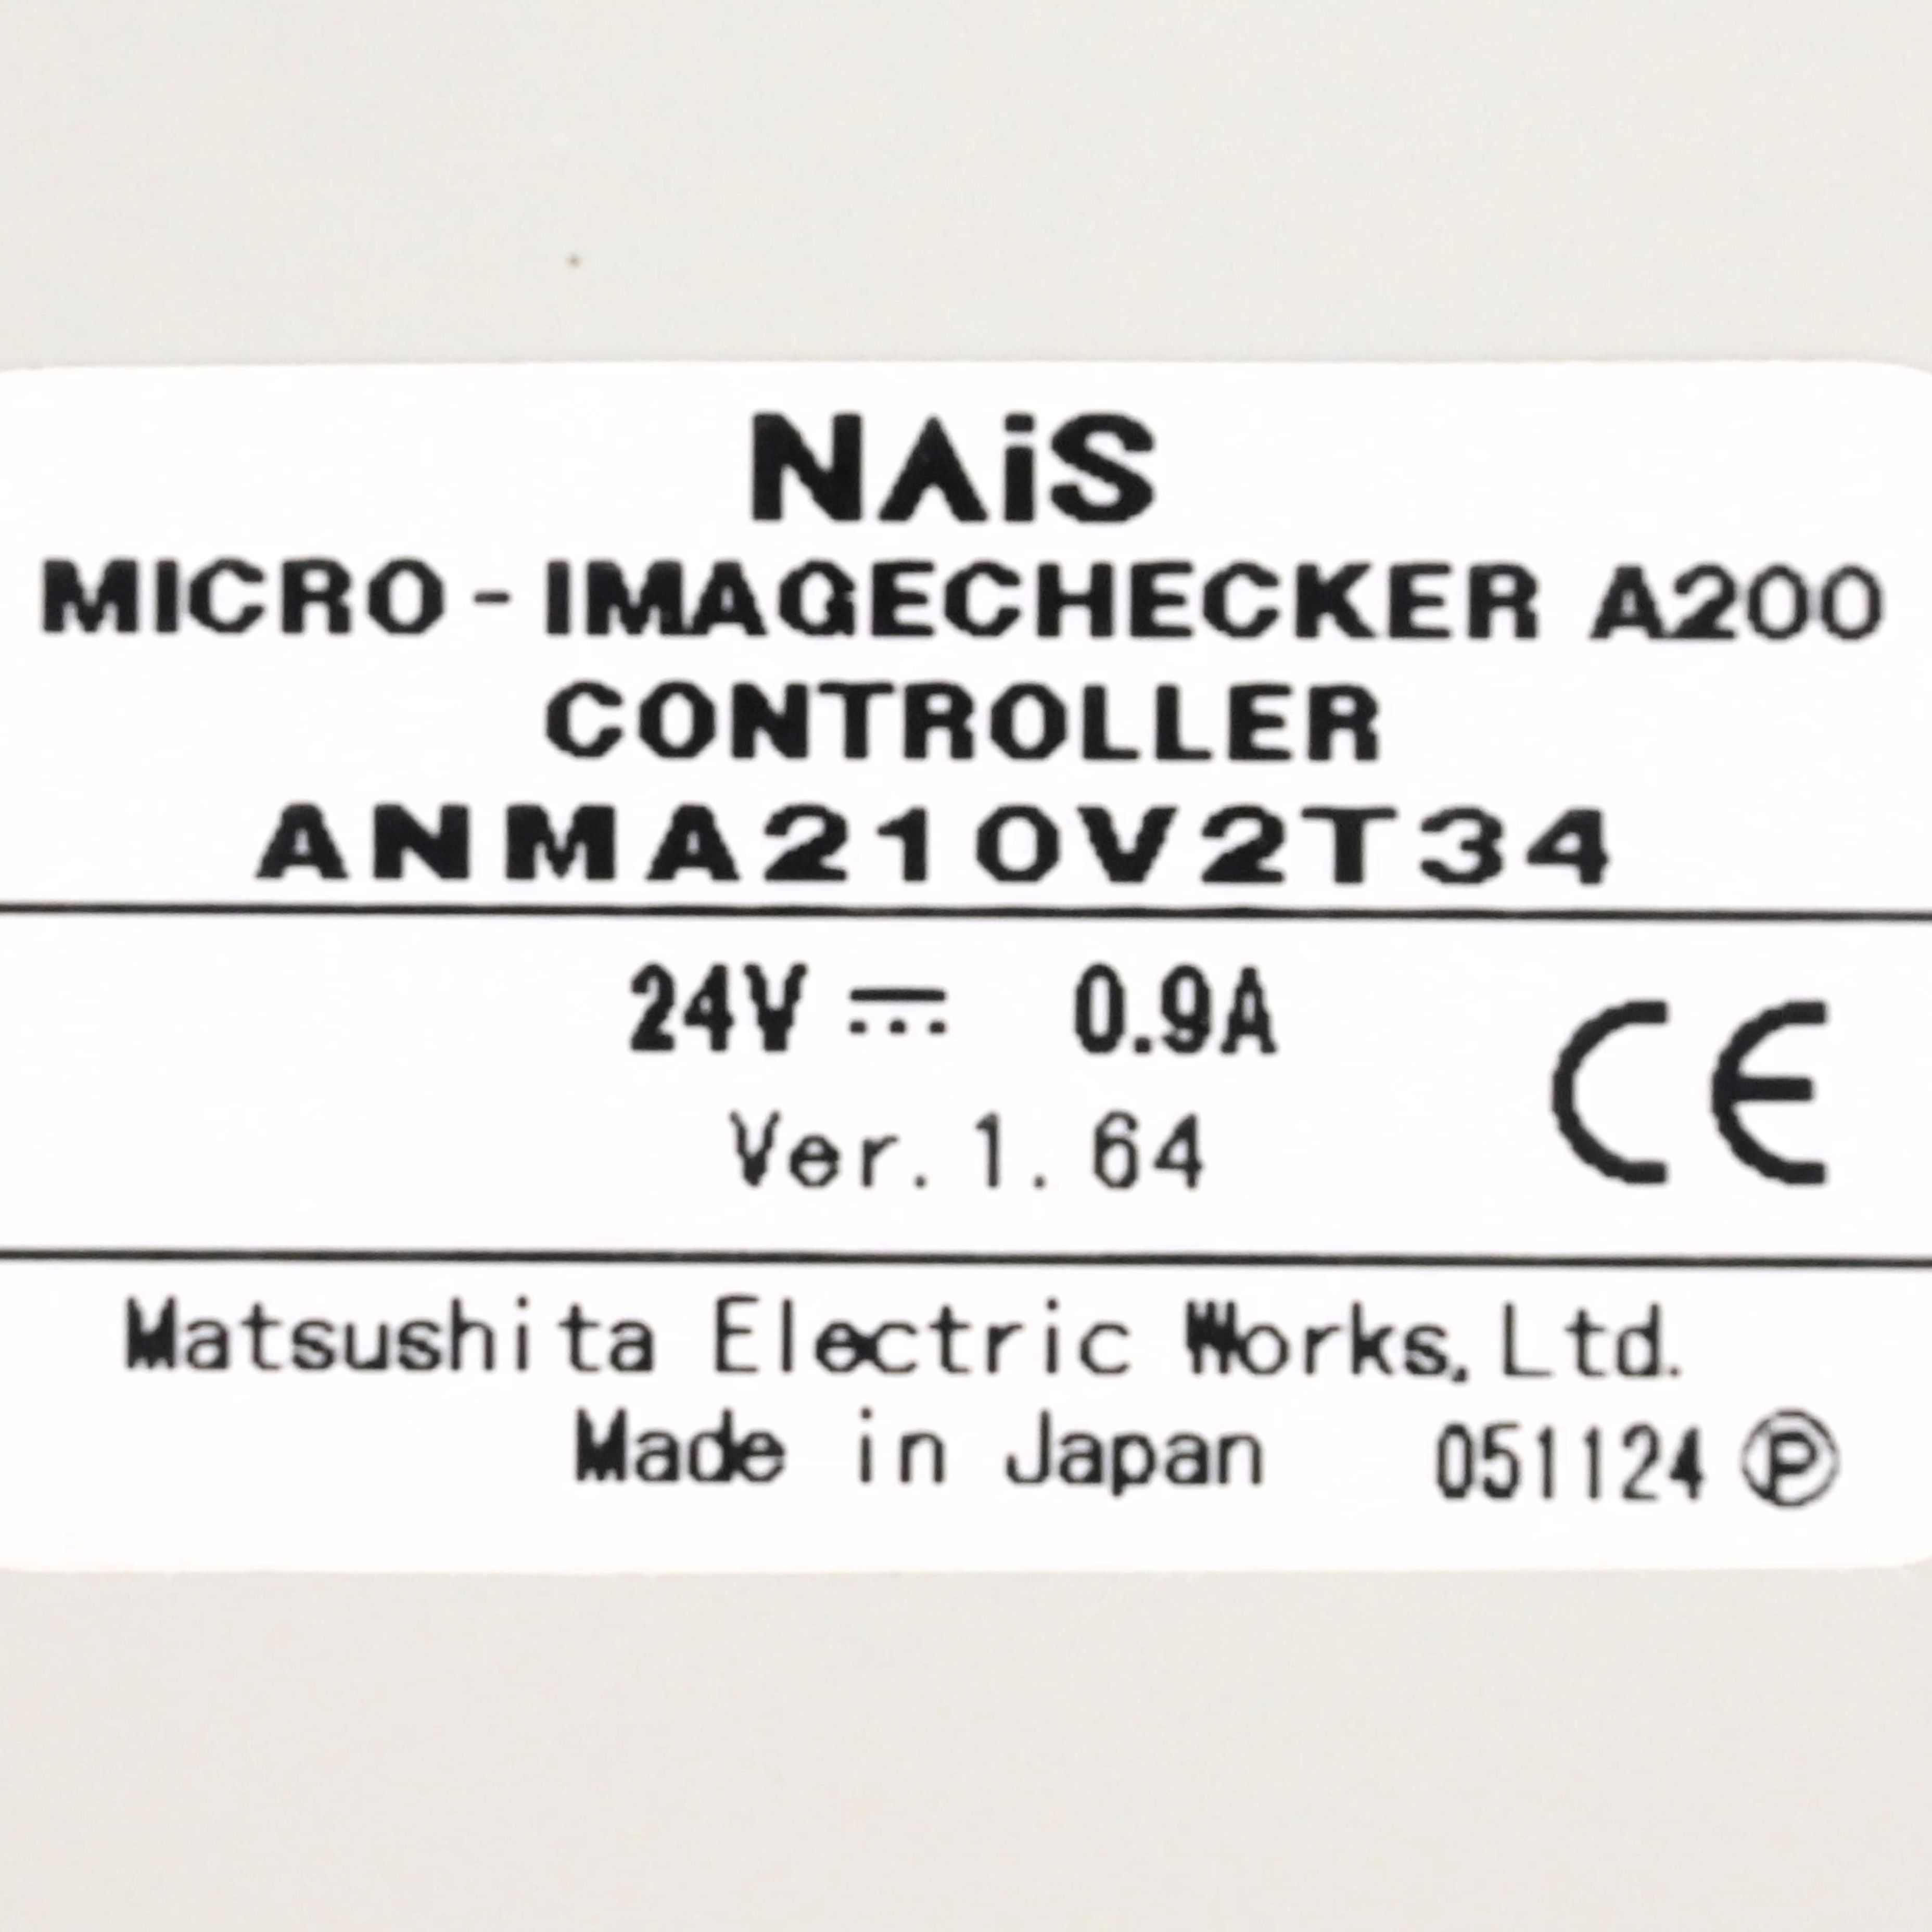 NAiS
MICRO-IMAGECHECKER A200
CONTROLLER
ANMA210V2T34
24V ⎓ 0.9A
Ver.1.64
CE
Matsushita Electric Works,Ltd.
Made in Japan 051124 Ⓟ